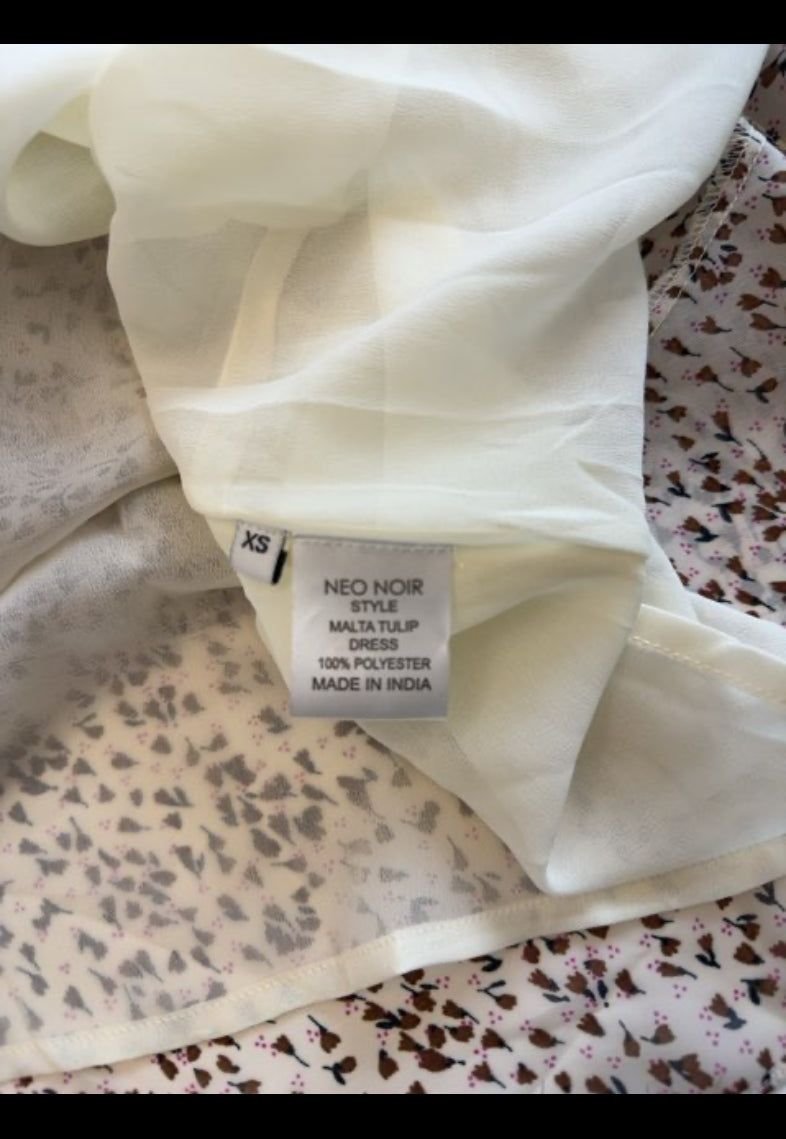 XS
NEO NOIR
STYLE
MALTA TULIP
DRESS
100% POLYESTER
MADE IN INDIA